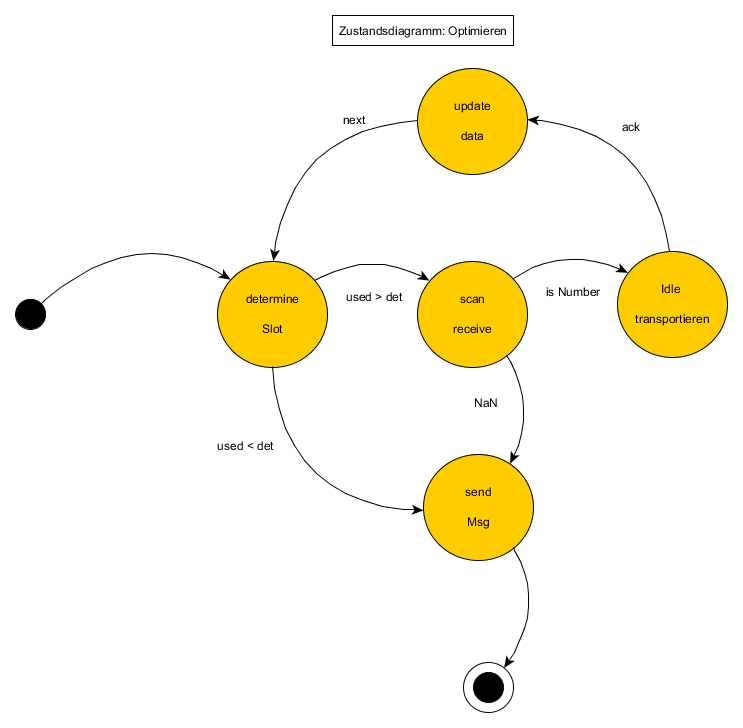 Zustandsdiagramm: Optimieren
update
data
next
ack
determine
Slot
used > det
scan
receive
is Number
Idle
transportieren
NaN
used < det
send
Msg